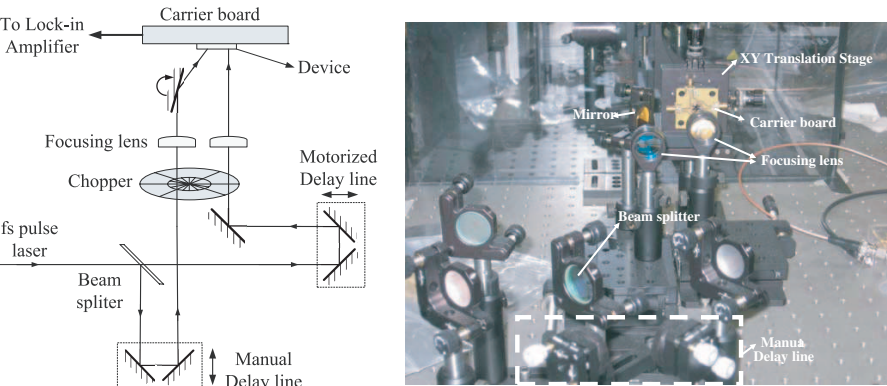 Carrier board
To Lock-in
Amplifier
Device
Focusing lens
Chopper
Motorized
Delay line
fs pulse
laser
Beam
spliter
Manual
Delay line
XY Translation Stage
Mirror
Carrier board
Focusing lens
Beam splitter
Manua
Delay line